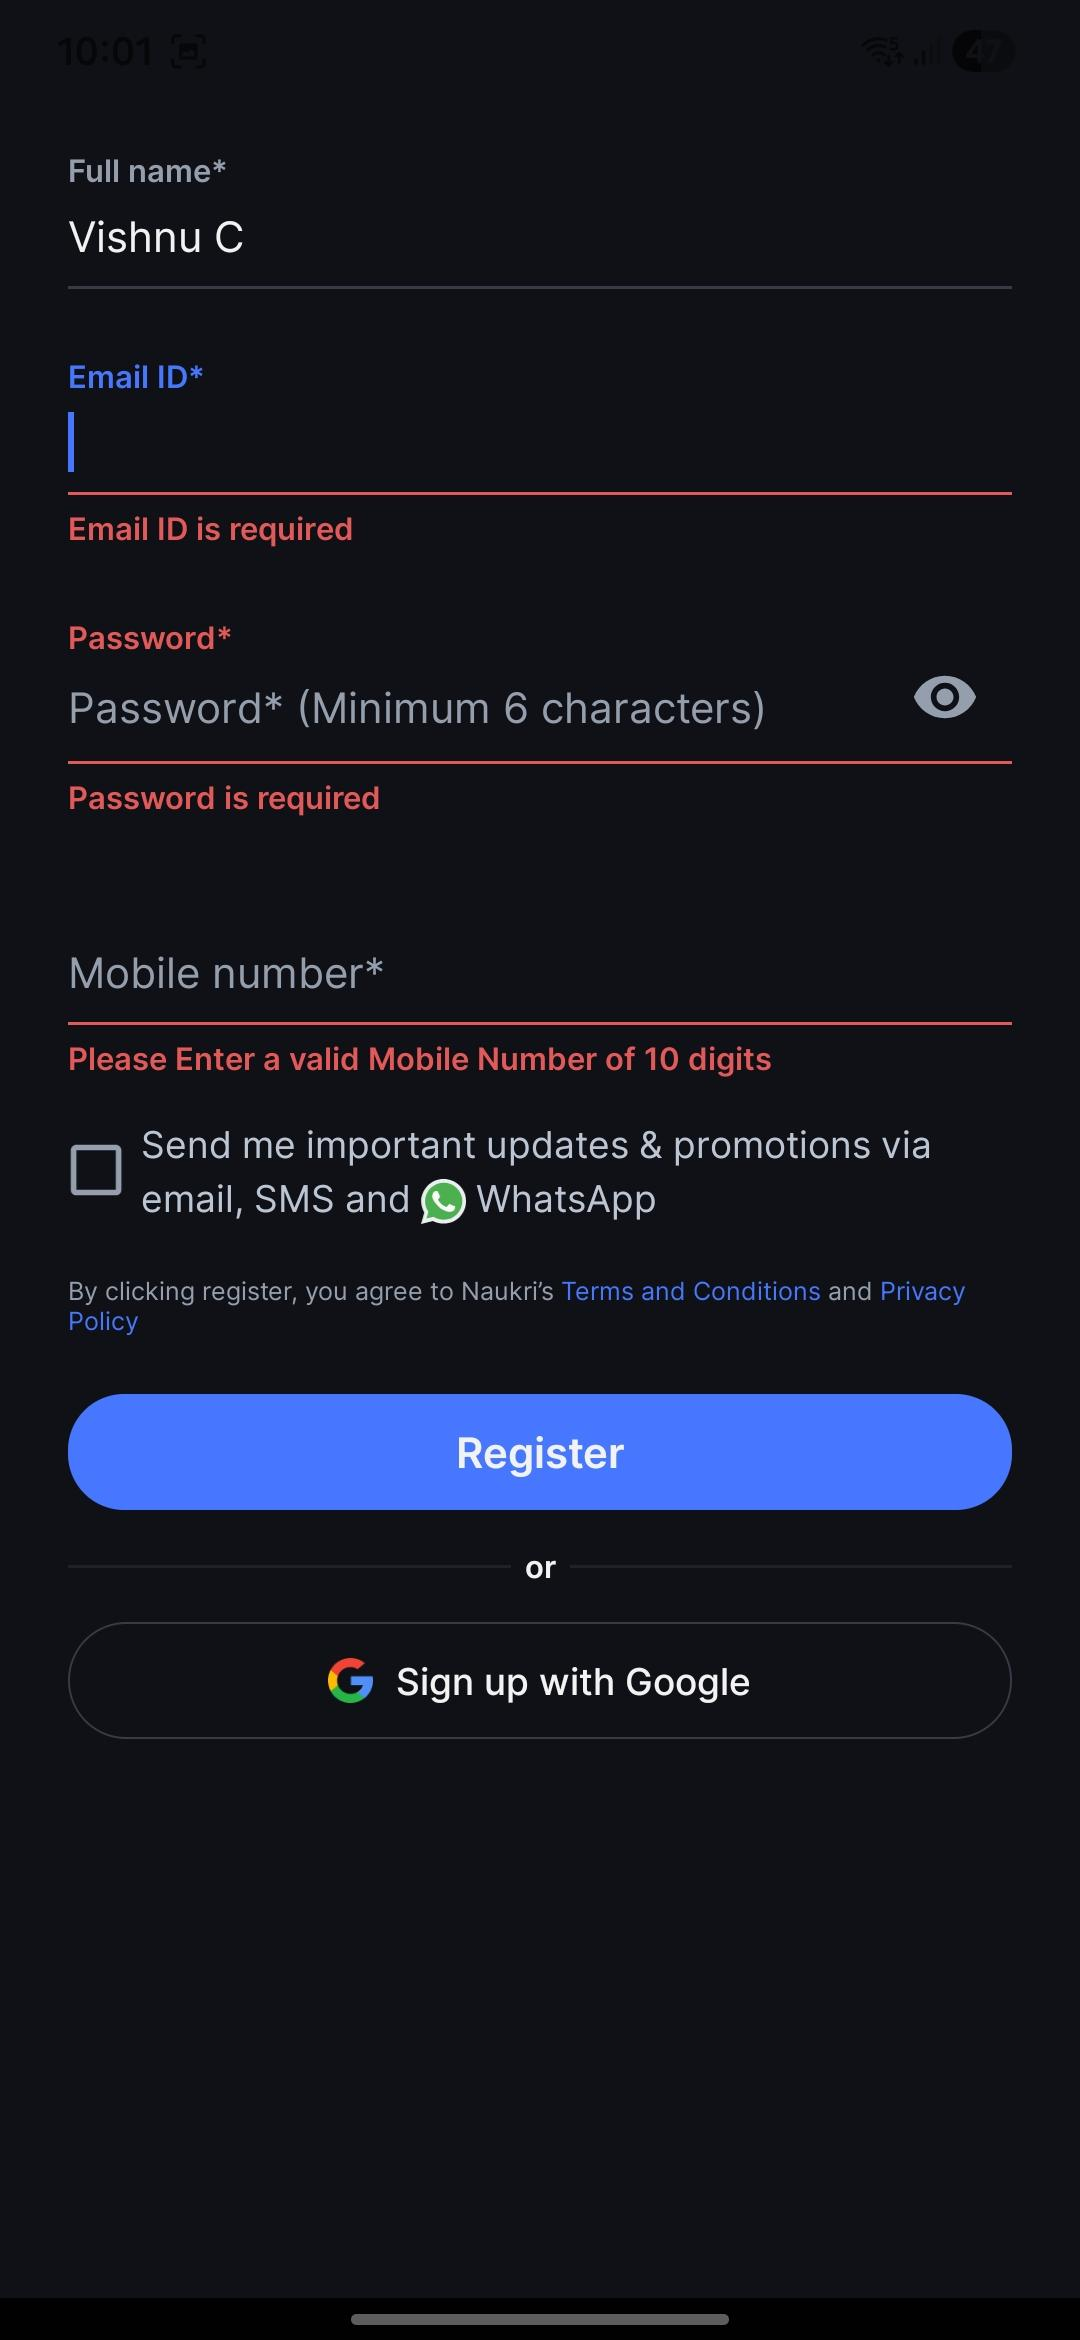 10:01
47
Full name*
Vishnu C
Email ID*
Email ID is required
Password*
Password* (Minimum 6 characters)
Password is required
Mobile number*
Please Enter a valid Mobile Number of 10 digits
Send me important updates & promotions via
email, SMS and WhatsApp
By clicking register, you agree to Naukri’s Terms and Conditions and Privacy
Policy
Register
or
Sign up with Google